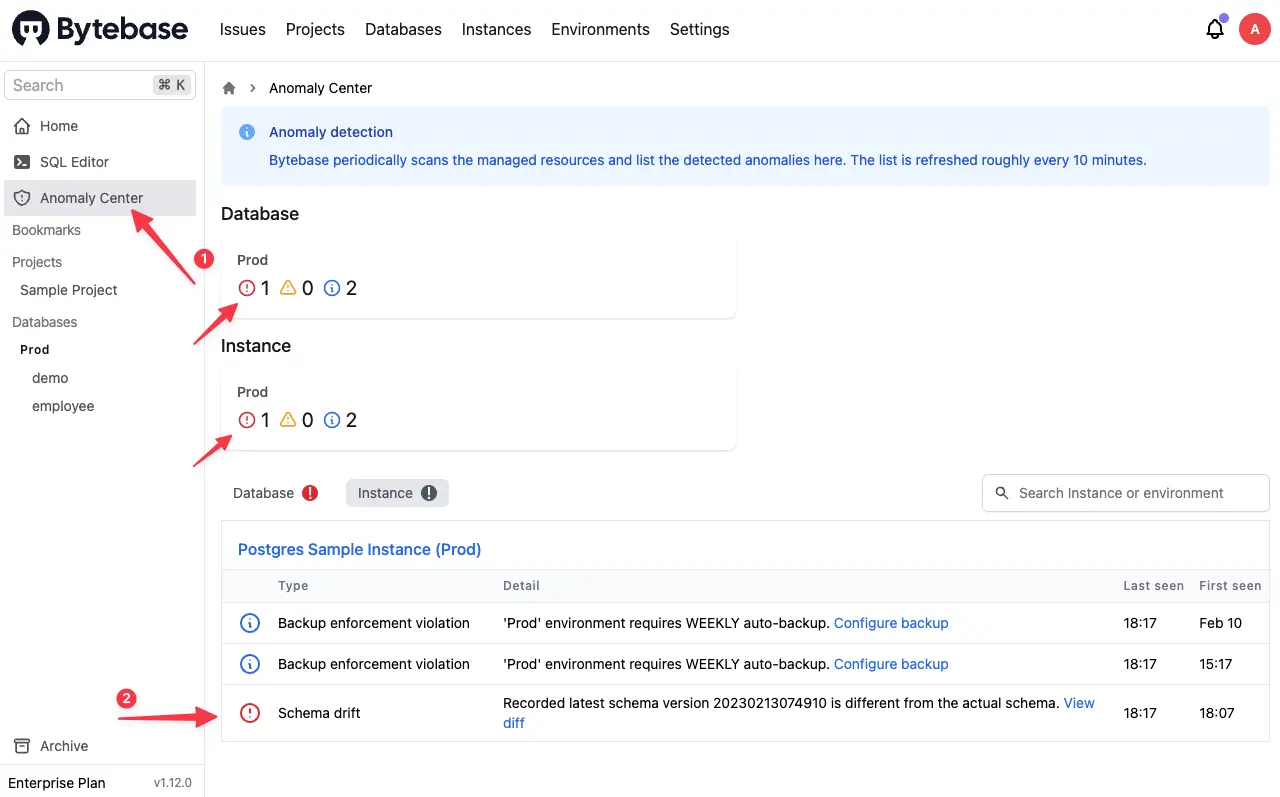 Bytebase
Issues Projects Databases Instances Environments Settings
A
Search ⌘ K
Home
SQL Editor
Anomaly Center
Bookmarks
Projects
Sample Project
Databases
Prod
demo
employee
Archive
Enterprise Plan v1.12.0
Anomaly Center
Anomaly detection
Bytebase periodically scans the managed resources and list the detected anomalies here. The list is refreshed roughly every 10 minutes.
Database
1
Prod
1 0 2
Instance
Prod
1 0 2
Database Instance
Search Instance or environment
Postgres Sample Instance (Prod)
Type Detail Last seen First seen
Backup enforcement violation 'Prod' environment requires WEEKLY auto-backup. Configure backup 18:17 Feb 10
Backup enforcement violation 'Prod' environment requires WEEKLY auto-backup. Configure backup 18:17 15:17
2
Schema drift Recorded latest schema version 20230213074910 is different from the actual schema. View
diff 18:17 18:07